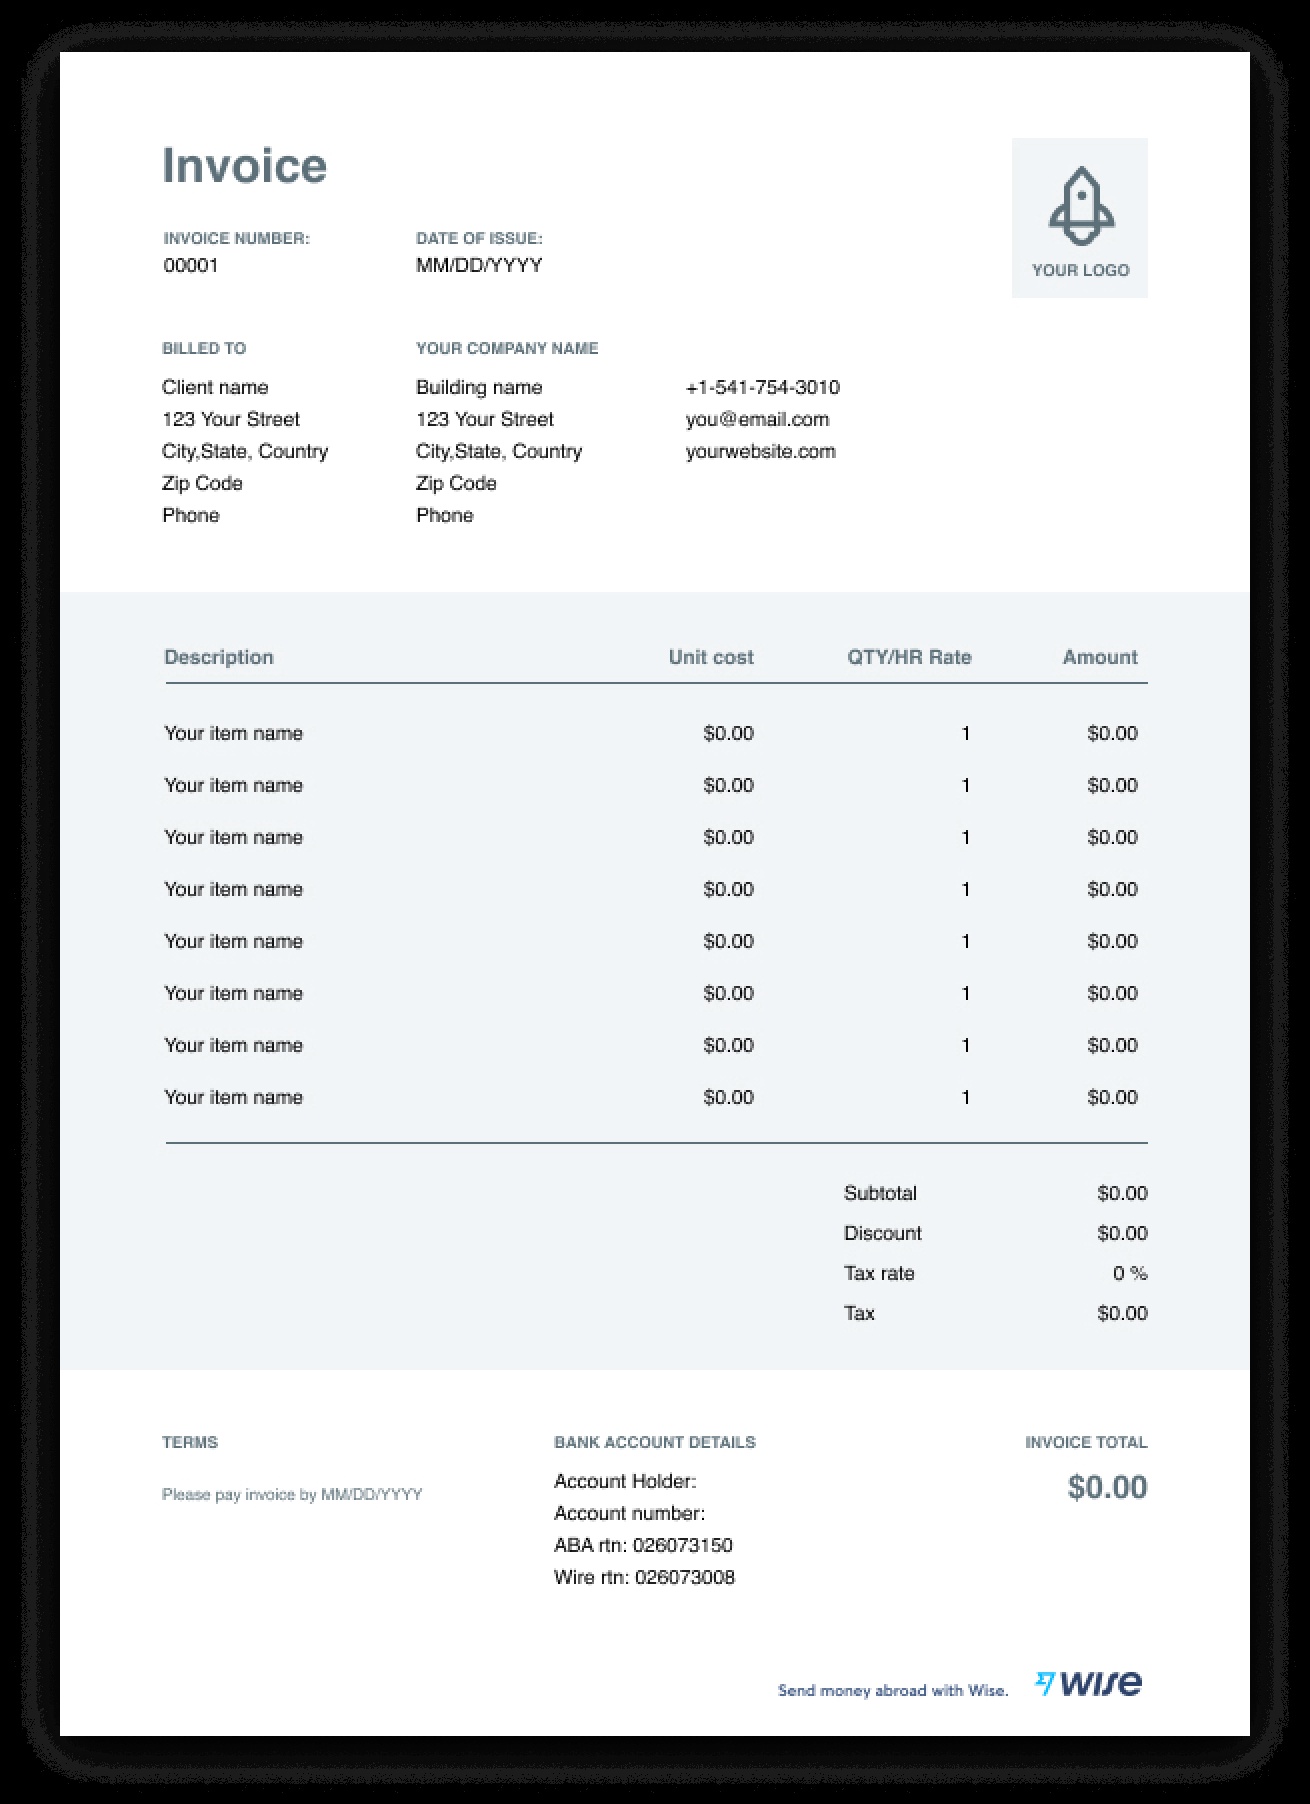 Invoice
YOUR LOGO
INVOICE NUMBER: DATE OF ISSUE:
00001 MM/DD/YYYY
BILLED TO YOUR COMPANY NAME
Client name Building name +1-541-754-3010
123 Your Street 123 Your Street you@email.com
City,State, Country City,State, Country yourwebsite.com
Zip Code Zip Code
Phone Phone
Description Unit cost QTY/HR Rate Amount
Your item name $0.00 1 $0.00
Your item name $0.00 1 $0.00
Your item name $0.00 1 $0.00
Your item name $0.00 1 $0.00
Your item name $0.00 1 $0.00
Your item name $0.00 1 $0.00
Your item name $0.00 1 $0.00
Your item name $0.00 1 $0.00
Subtotal $0.00
Discount $0.00
Tax rate 0 %
Tax $0.00
TERMS BANK ACCOUNT DETAILS INVOICE TOTAL
Please pay invoice by MM/DD/YYYY Account Holder: $0.00
Account number:
ABA rtn: 026073150
Wire rtn: 026073008
Send money abroad with Wise. WISE